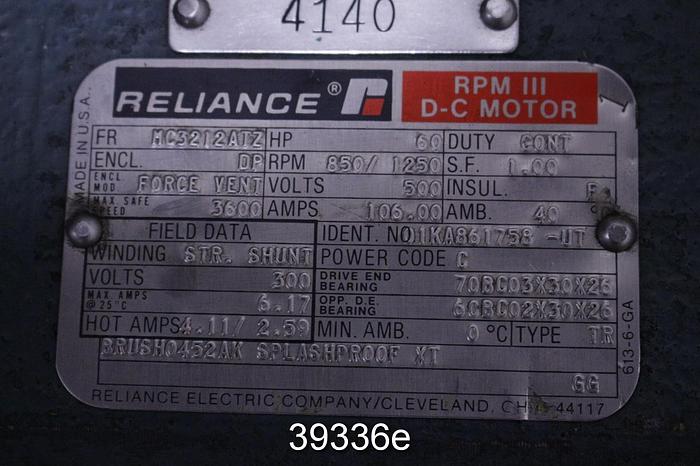 4140
RELIANCE ® RPM III
D-C MOTOR
MADE IN U.S.A.
FR MC3212ATZ HP 60 DUTY CONT
ENCL. DP RPM 850/ 1250 S.F. 1.00
ENCL MOD FORCE VENT VOLTS 500 INSUL. F
MAX. SAFE SPEED 3600 AMPS 106.00 AMB. 40 °C
FIELD DATA IDENT. NO. 1KA861758 -UT
WINDING STR. SHUNT POWER CODE C
VOLTS 300 DRIVE END BEARING 70BC03X30X26
MAX. AMPS @ 25°C 6.17 OPP. D.E. BEARING 60BC02X30X26
HOT AMPS 4.11/ 2.59 MIN. AMB. 0 °C TYPE TR
BRUSH0452AK SPLASHPROOF XT
GG
RELIANCE ELECTRIC COMPANY/CLEVELAND, OHIO 44117
613-6-GA
39336e